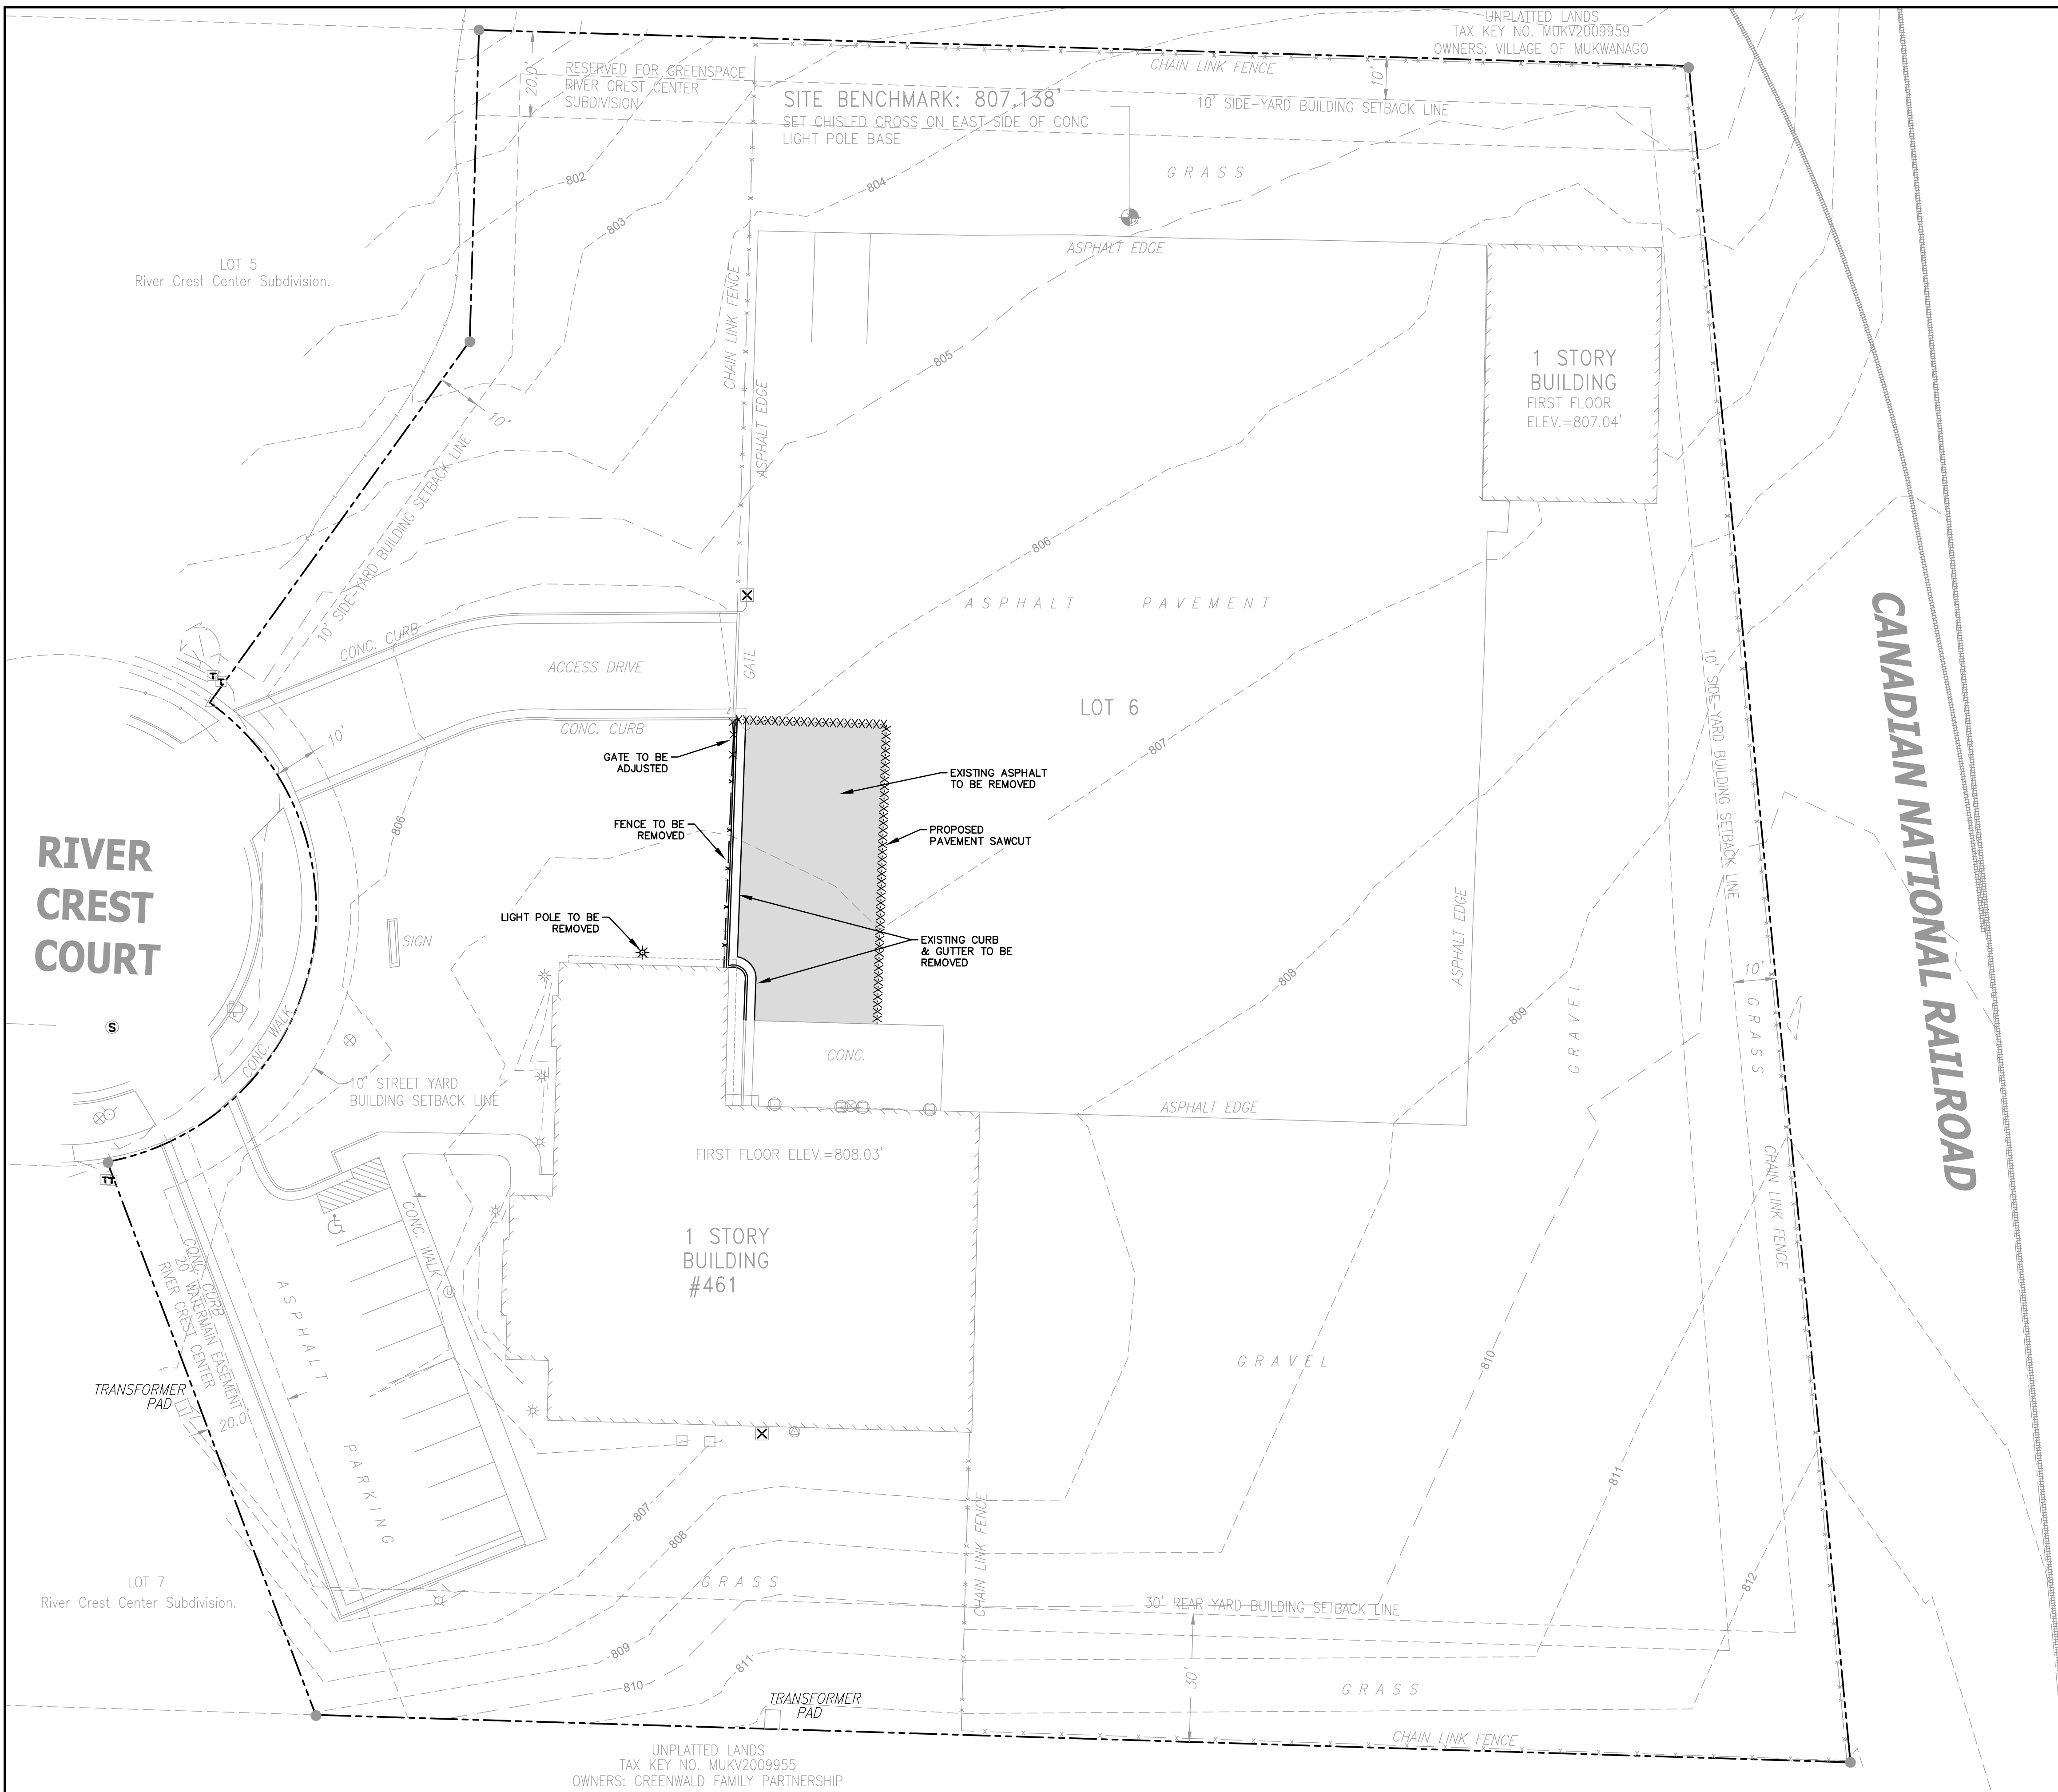 UNPLATTED LANDS
TAX KEY NO. MUKV2009959
OWNERS: VILLAGE OF MUKWANAGO
CHAIN LINK FENCE
10'
20.0'
RESERVED FOR GREENSPACE
RIVER CREST CENTER
SUBDIVISION
SITE BENCHMARK: 807.138'
SET CHISLED CROSS ON EAST SIDE OF CONC
LIGHT POLE BASE
10' SIDE-YARD BUILDING SETBACK LINE
GRASS
802
804
803
ASPHALT EDGE
LOT 5
River Crest Center Subdivision.
CHAIN LINK FENCE
ASPHALT EDGE
805
1 STORY
BUILDING
FIRST FLOOR
ELEV.=807.04'
10'
10' SIDE-YARD BUILDING SETBACK LINE
806
ASPHALT PAVEMENT
CONC. CURB
ACCESS DRIVE
GATE
T
T
LOT 6
10' SIDE-YARD BUILDING SETBACK LINE
CANADIAN NATIONAL RAILROAD
10'
CONC. CURB
807
GATE TO BE
ADJUSTED
EXISTING ASPHALT
TO BE REMOVED
806
FENCE TO BE
REMOVED
PROPOSED
PAVEMENT SAWCUT
RIVER
CREST
COURT
SIGN
LIGHT POLE TO BE
REMOVED
EXISTING CURB
& GUTTER TO BE
REMOVED
ASPHALT EDGE
808
10'
809
GRAVEL
GRASS
S
CONC. WALK
CONC.
10' STREET YARD
BUILDING SETBACK LINE
ASPHALT EDGE
FIRST FLOOR ELEV.=808.03'
CHAIN LINK FENCE
1 STORY
BUILDING
#461
CONC. WALK
S
CONC. CURB
20' WATERMAIN EASEMENT
RIVER CREST CENTER
ASPHALT
PARKING
GRAVEL
810
TRANSFORMER
PAD
20.0'
811
807
808
CHAIN LINK FENCE
LOT 7
River Crest Center Subdivision.
GRASS
812
30' REAR YARD BUILDING SETBACK LINE
809
811
810
30'
GRASS
TRANSFORMER
PAD
CHAIN LINK FENCE
UNPLATTED LANDS
TAX KEY NO. MUKV2009955
OWNERS: GREENWALD FAMILY PARTNERSHIP